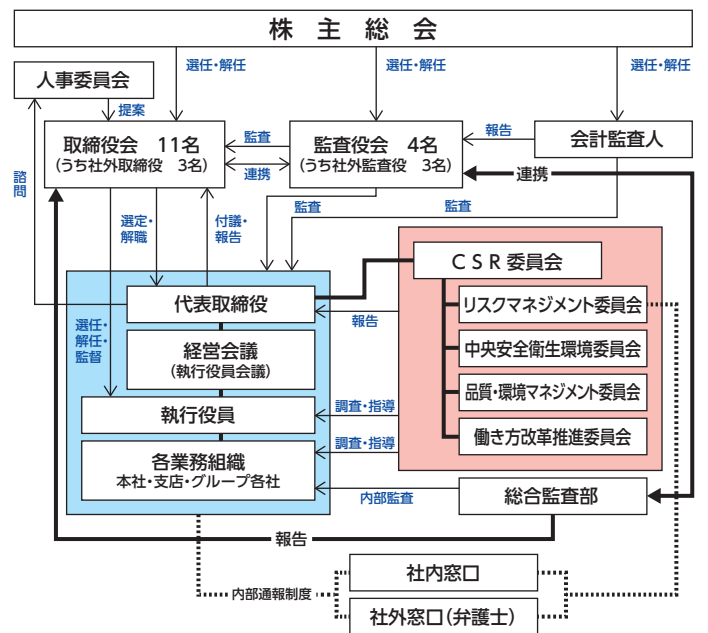 株主総会
選任・解任
選任・解任
選任・解任
人事委員会
提案
取締役会 11名
(うち社外取締役 3名)
監査
連携
監査役会 4名
(うち社外監査役 3名)
報告
会計監査人
連携
諮問
選定・
解職
付議・
報告
監査
監査
代表取締役
報告
選任・
解任・
監督
経営会議
(執行役員会議)
執行役員
各業務組織
本社・支店・グループ各社
CSR委員会
リスクマネジメント委員会
中央安全衛生環境委員会
品質・環境マネジメント委員会
働き方改革推進委員会
調査・指導
調査・指導
内部監査
総合監査部
報告
内部通報制度
社内窓口
社外窓口(弁護士)